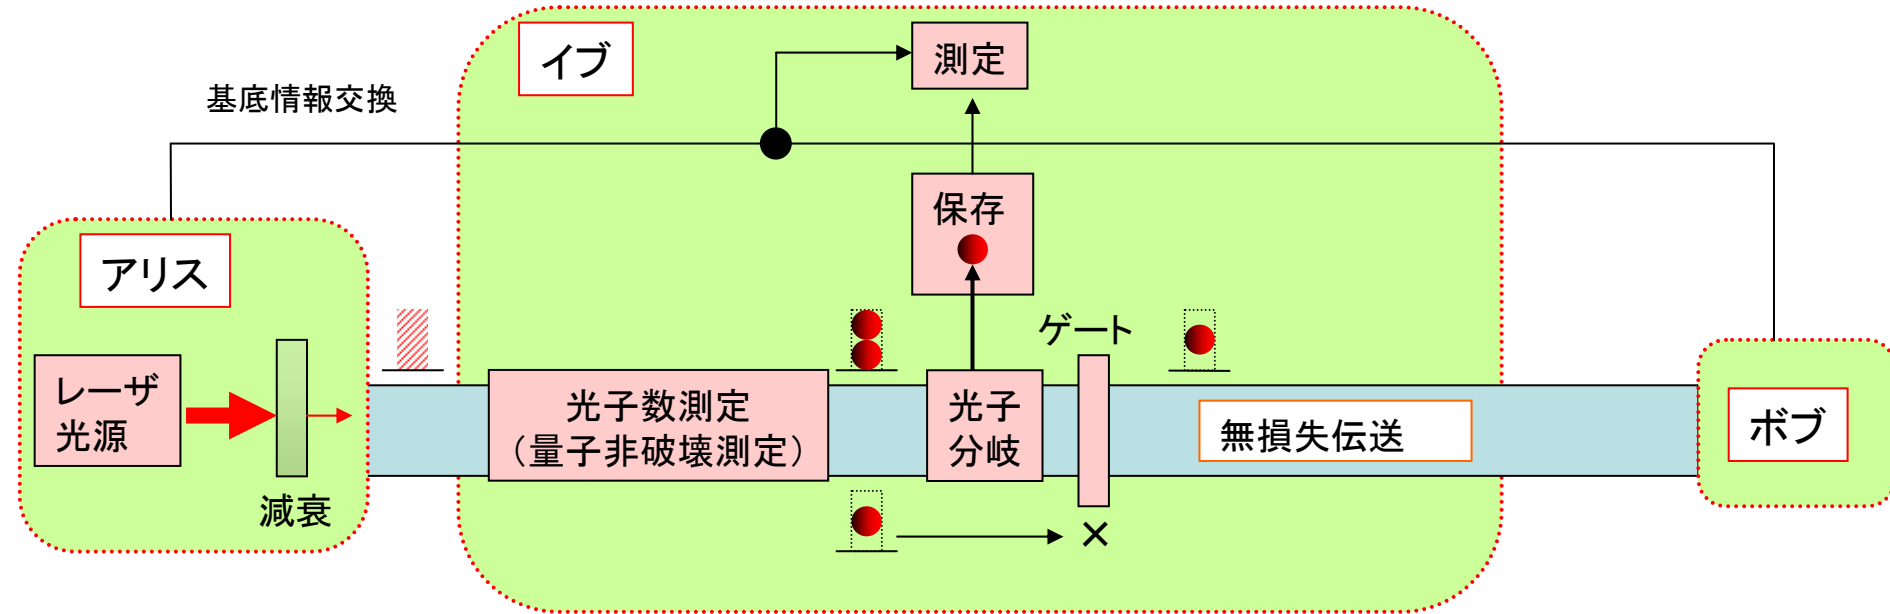 イブ
測定
基底情報交換
保存
アリス
ゲート
レーザ
光源
減衰
光子数測定
（量子非破壊測定）
光子
分岐
無損失伝送
ボブ
×